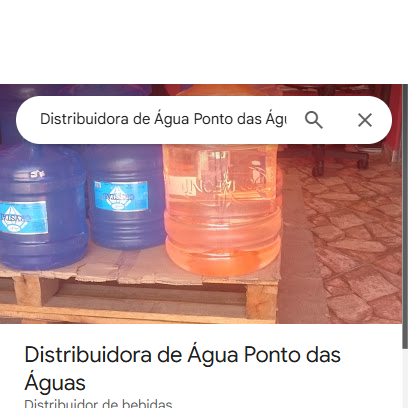 Distribuidora de Água Ponto das Águ
Distribuidora de Água Ponto das
Águas
Distribuidor de bebidas